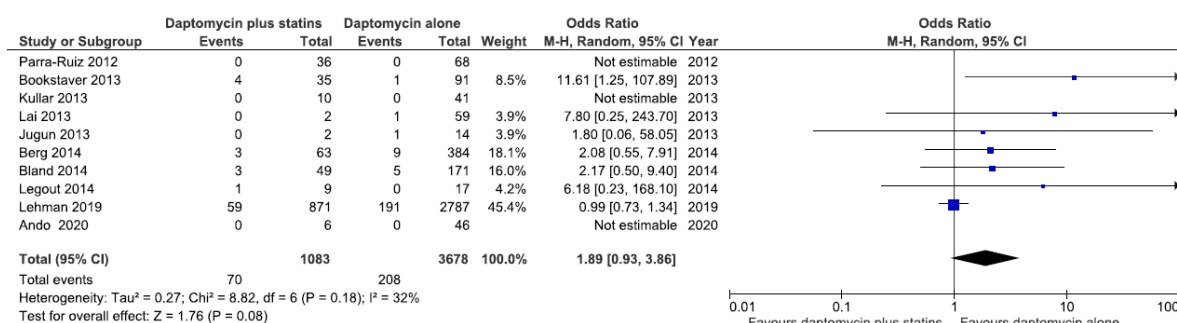 Daptomycin plus statins Daptomycin alone Odds Ratio Odds Ratio
Study or Subgroup Events Total Events Total Weight M-H, Random, 95% CI Year M-H, Random, 95% CI
Parra-Ruiz 2012 0 36 0 68 Not estimable 2012
Bookstaver 2013 4 35 1 91 8.5% 11.61 [1.25, 107.89] 2013
Kullar 2013 0 10 0 41 Not estimable 2013
Lai 2013 0 2 1 59 3.9% 7.80 [0.25, 243.70] 2013
Jugun 2013 0 2 1 14 3.9% 1.80 [0.06, 58.05] 2013
Berg 2014 3 63 9 384 18.1% 2.08 [0.55, 7.91] 2014
Bland 2014 3 49 5 171 16.0% 2.17 [0.50, 9.40] 2014
Legout 2014 1 9 0 17 4.2% 6.18 [0.23, 168.10] 2014
Lehman 2019 59 871 191 2787 45.4% 0.99 [0.73, 1.34] 2019
Ando 2020 0 6 0 46 Not estimable 2020
Total (95% CI) 1083 3678 100.0% 1.89 [0.93, 3.86]
Total events 70 208
Heterogeneity: Tau² = 0.27; Chi² = 8.82, df = 6 (P = 0.18); I² = 32%
Test for overall effect: Z = 1.76 (P = 0.08)
0.01 0.1 1 10 100
Favours daptomycin plus statins Favours daptomycin alone